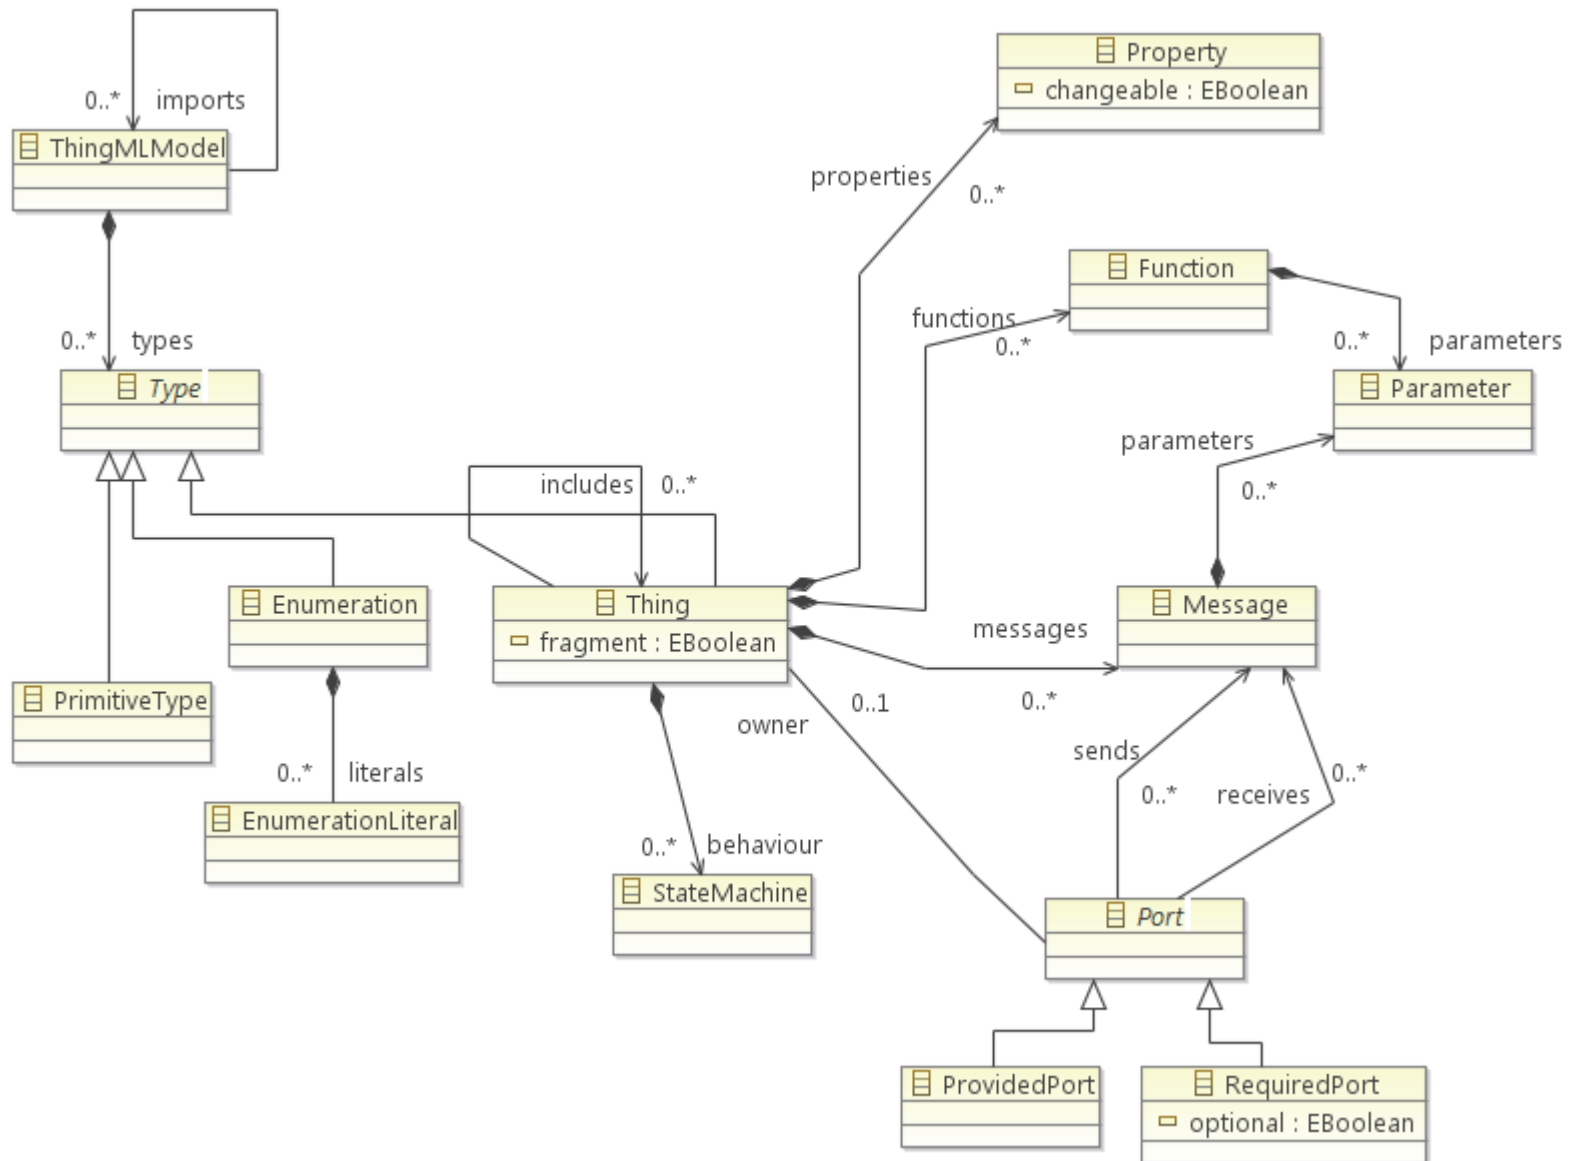 0..* imports
ThingMLModel
0..* types
Type
Property
changeable : EBoolean
properties
0..*
Function
functions
0..*
0..* parameters
Parameter
parameters
0..*
includes 0..*
Enumeration
Thing
fragment : EBoolean
Message
messages
0..*
PrimitiveType
0..* literals
EnumerationLiteral
0..1
owner
0..* behaviour
StateMachine
sends
0..*
receives
0..*
Port
ProvidedPort
RequiredPort
optional : EBoolean